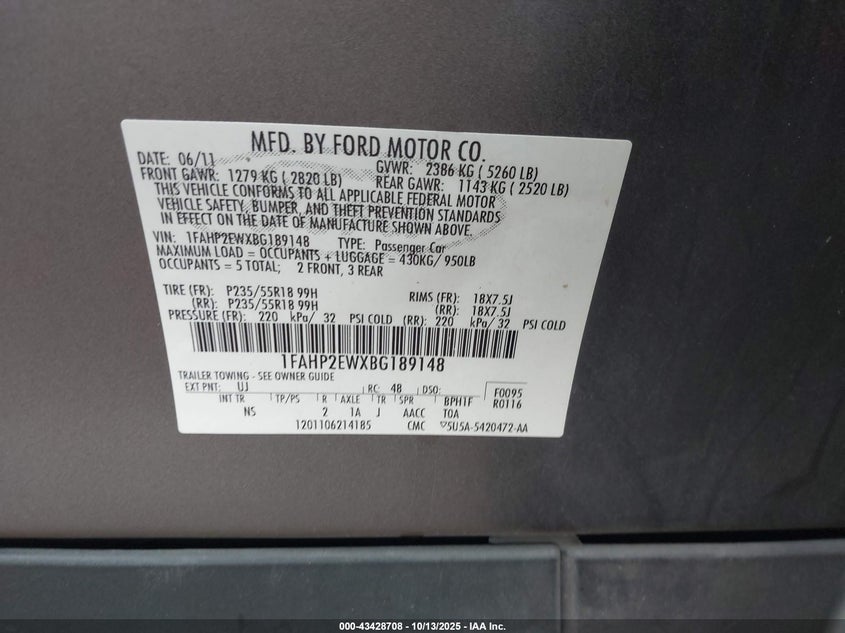 MFD. BY FORD MOTOR CO.
DATE: 06/11 GVWR: 2386 KG ( 5260 LB)
FRONT GAWR: 1279 KG ( 2820 LB) REAR GAWR: 1143 KG ( 2520 LB)
THIS VEHICLE CONFORMS TO ALL APPLICABLE FEDERAL MOTOR
VEHICLE SAFETY, BUMPER, AND THEFT PREVENTION STANDARDS
IN EFFECT ON THE DATE OF MANUFACTURE SHOWN ABOVE.
VIN: 1FAHP2EWXBG189148 TYPE: Passenger Car
MAXIMUM LOAD = OCCUPANTS + LUGGAGE = 430KG/ 950LB
OCCUPANTS = 5 TOTAL; 2 FRONT, 3 REAR
TIRE (FR): P235/55R18 99H RIMS (FR): 18X7.5J
(RR): P235/55R18 99H (RR): 18X7.5J
PRESSURE (FR): 220 kPa/ 32 PSI COLD (RR): 220 kPa/ 32 PSI COLD
1FAHP2EWXBG189148
TRAILER TOWING - SEE OWNER GUIDE
EXT PNT: UJ RC: 48 DSO: F0095
INT TR TP/PS R AXLE TR SPR BPH1F R0116
NS 2 1A J AACC TOA
1201106214185 CMC 5U5A-5420472-AA
000-43428708 - 10/13/2025 - IAA Inc.